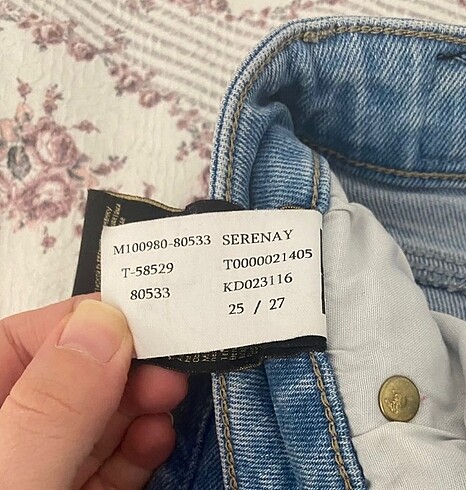 M100980-80533 SERENAY
T-58529 T0000021405
80533 KD023116
25 / 27